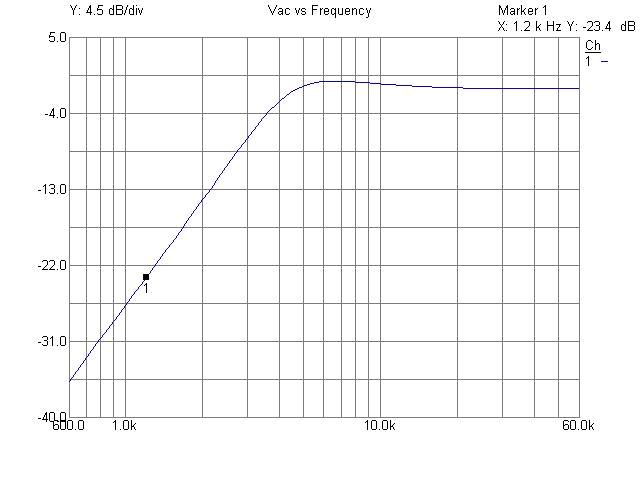 Y: 4.5 dB/div Vac vs Frequency Marker 1
X: 1.2 k Hz Y: -23.4 dB
5.0
Ch
1 –
-4.0
-13.0
-22.0
1
-31.0
-40.0
600.0 1.0k 10.0k 60.0k